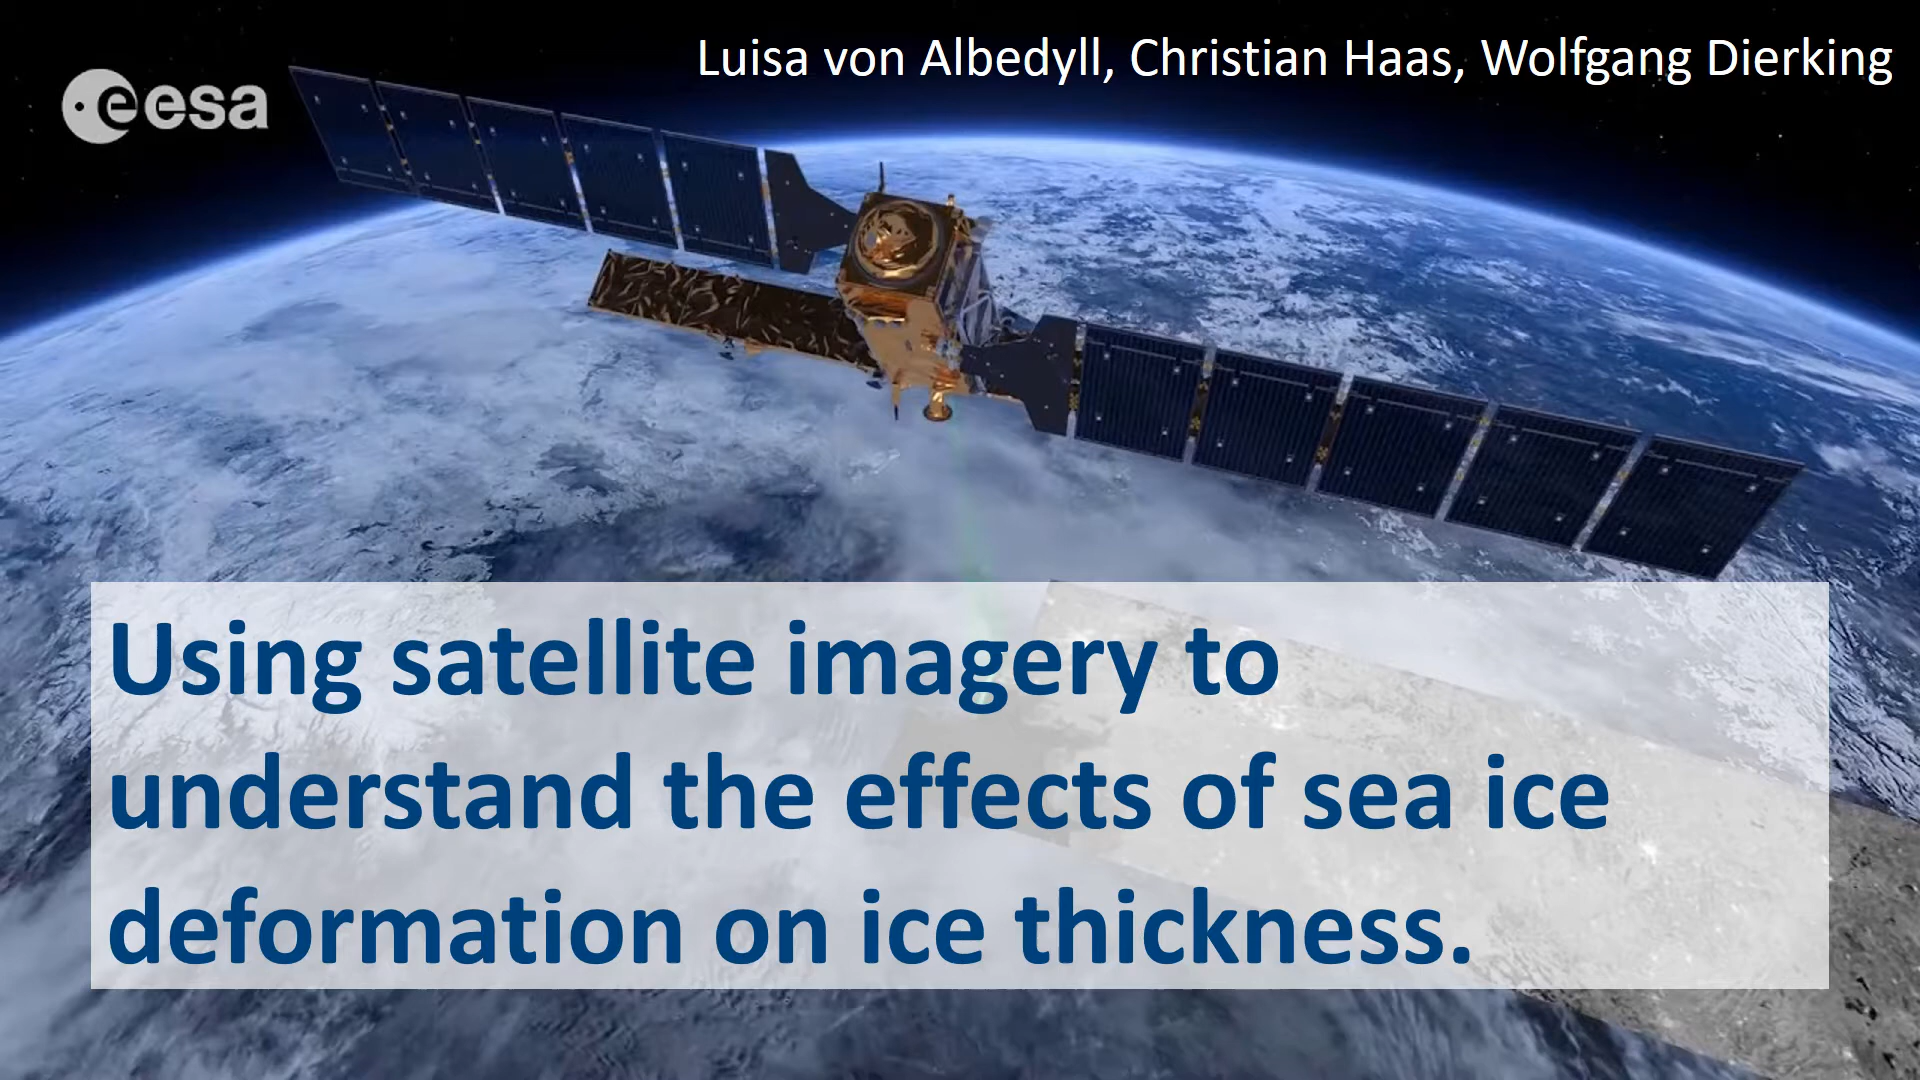 Luisa von Albedyll, Christian Haas, Wolfgang Dierking
esa
Using satellite imagery to
understand the effects of sea ice
deformation on ice thickness.